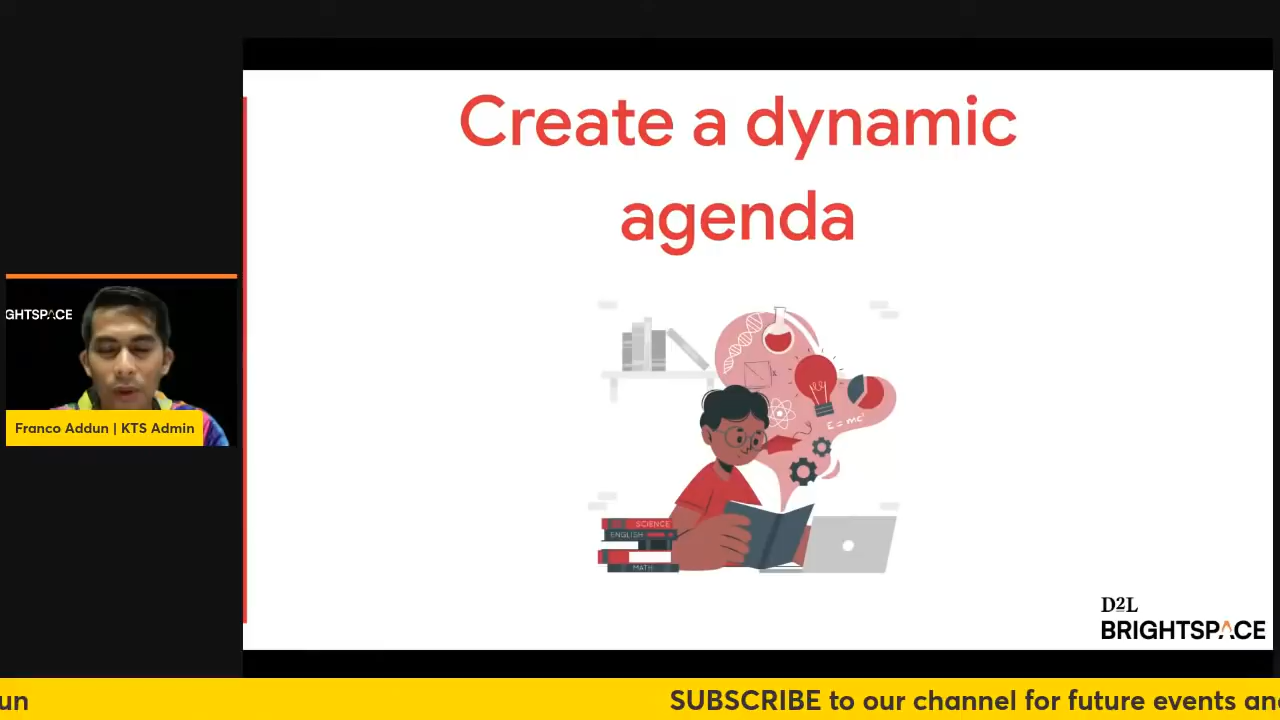 Create a dynamic
agenda
GHTSPACE
Franco Addun | KTS Admin
E = mc²
SCIENCE
ENGLISH
MATH
D2L
BRIGHTSPACE
un
SUBSCRIBE to our channel for future events and